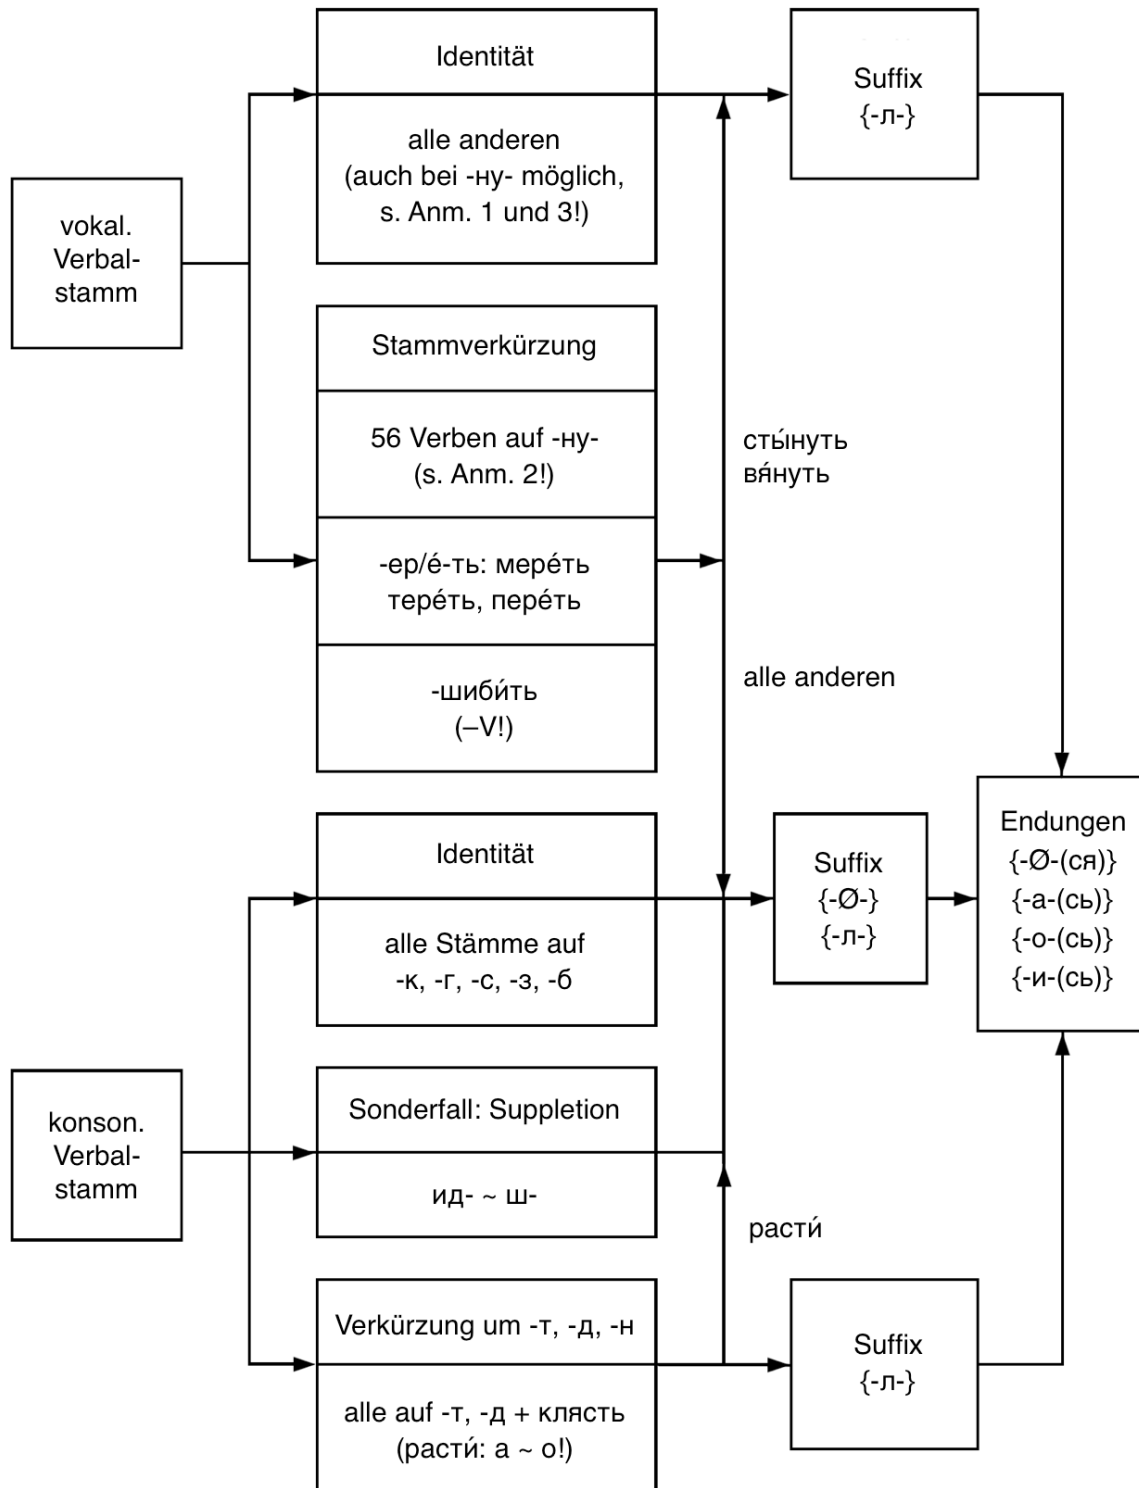 vokal.
Verbal-
stamm
Identität
alle anderen
(auch bei -ну- möglich,
s. Anm. 1 und 3!)
Suffix
{-л-}
Stammverkürzung
56 Verben auf -ну-
(s. Anm. 2!)
-ер/е́-ть: мере́ть
тере́ть, пере́ть
-шиби́ть
(–V!)
сты́нуть
вя́нуть
alle anderen
konson.
Verbal-
stamm
Identität
alle Stämme auf
-к, -г, -с, -з, -б
Suffix
{-Ø-}
{-л-}
Endungen
{-Ø-(ся)}
{-а-(сь)}
{-о-(сь)}
{-и-(сь)}
Sonderfall: Suppletion
ид- ~ ш-
расти́
Verkürzung um -т, -д, -н
alle auf -т, -д + клясть
(расти́: а ~ о!)
Suffix
{-л-}